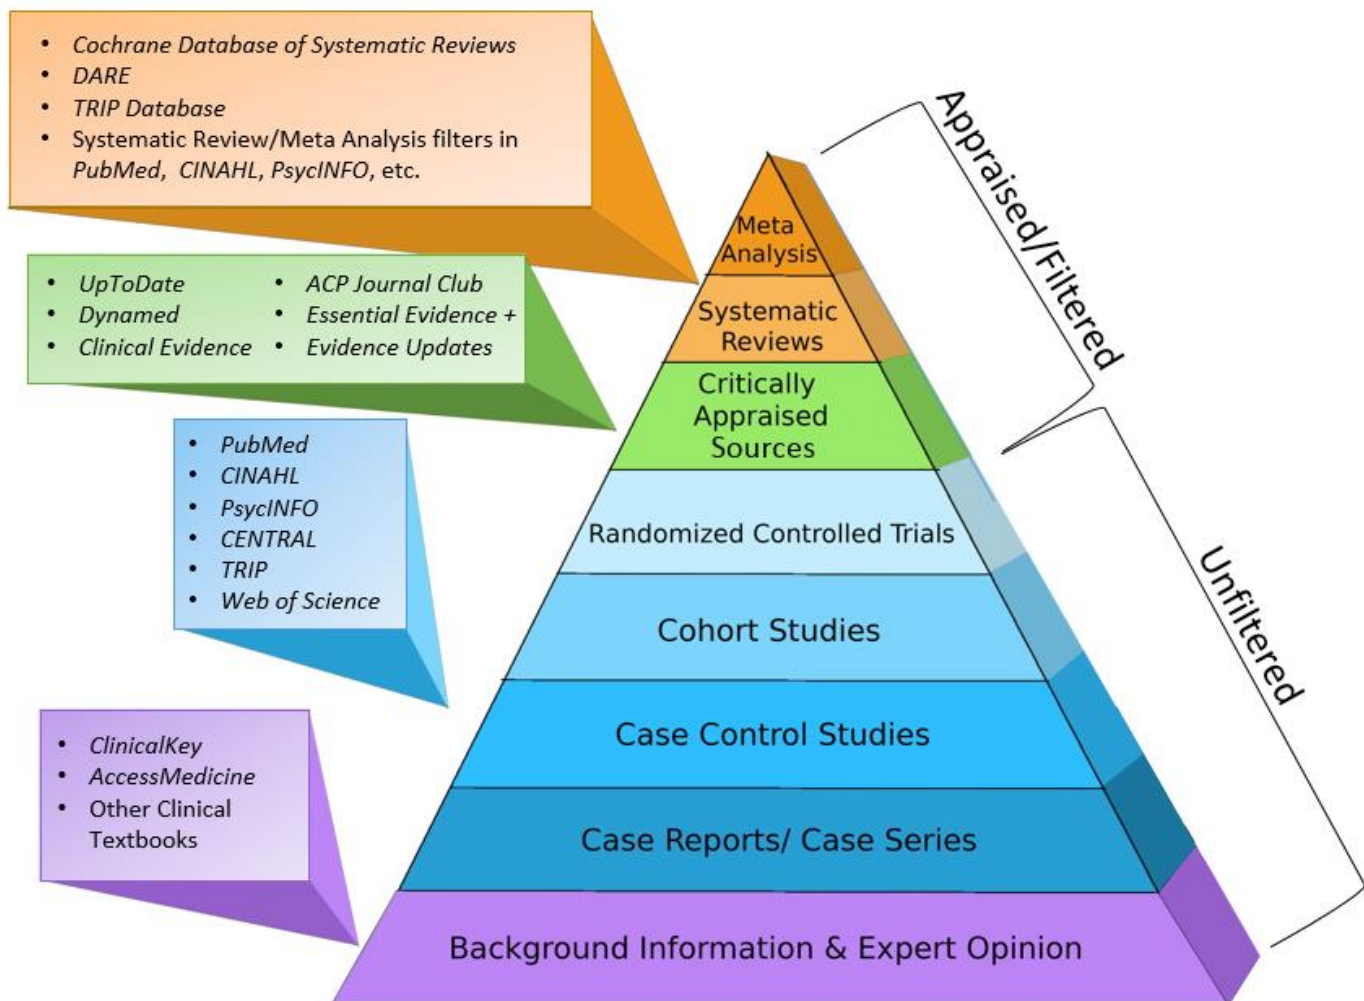 • Cochrane Database of Systematic Reviews
• DARE
• TRIP Database
• Systematic Review/Meta Analysis filters in
PubMed, CINAHL, PsycINFO, etc.
• UpToDate
• Dynamed
• Clinical Evidence
• ACP Journal Club
• Essential Evidence +
• Evidence Updates
• PubMed
• CINAHL
• PsycINFO
• CENTRAL
• TRIP
• Web of Science
• ClinicalKey
• AccessMedicine
• Other Clinical
Textbooks
Meta
Analysis
Systematic
Reviews
Critically
Appraised
Sources
Randomized Controlled Trials
Cohort Studies
Case Control Studies
Case Reports/ Case Series
Background Information & Expert Opinion
Appraised/Filtered
Unfiltered